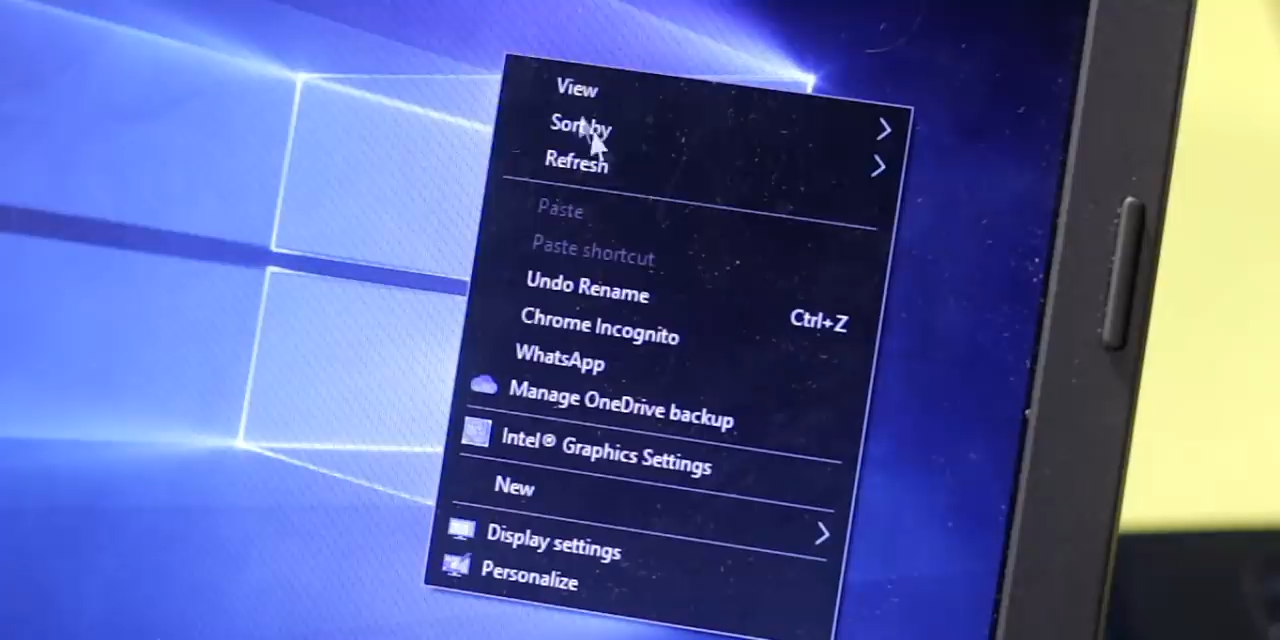 View
Sort by
Refresh
Paste
Paste shortcut
Undo Rename Ctrl+Z
Chrome Incognito
WhatsApp
Manage OneDrive backup
Intel® Graphics Settings
New
Display settings
Personalize